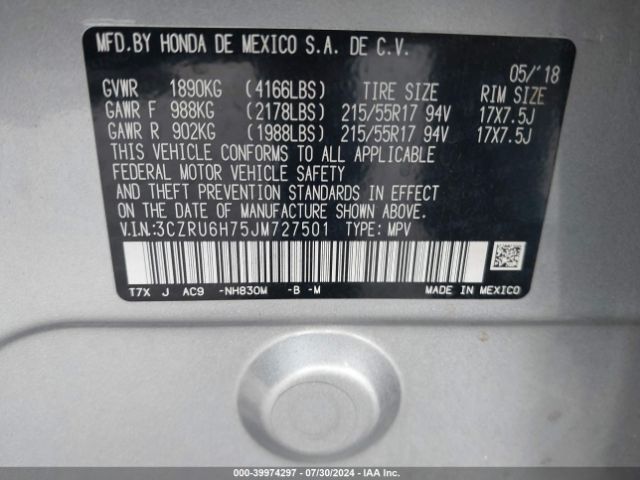 MFD.BY HONDA DE MEXICO S.A. DE C.V.
05/'18
GVWR 1890KG (4166LBS) TIRE SIZE RIM SIZE
GAWR F 988KG (2178LBS) 215/55R17 94V 17X7.5J
GAWR R 902KG (1988LBS) 215/55R17 94V 17X7.5J
THIS VEHICLE CONFORMS TO ALL APPLICABLE
FEDERAL MOTOR VEHICLE SAFETY
AND THEFT PREVENTION STANDARDS IN EFFECT
ON THE DATE OF MANUFACTURE SHOWN ABOVE.
V.I.N:3CZRU6H75JM727501 TYPE: MPV
T7X J AC9 -NH830M -B -M MADE IN MEXICO
000-39974297 - 07/30/2024 - IAA Inc.